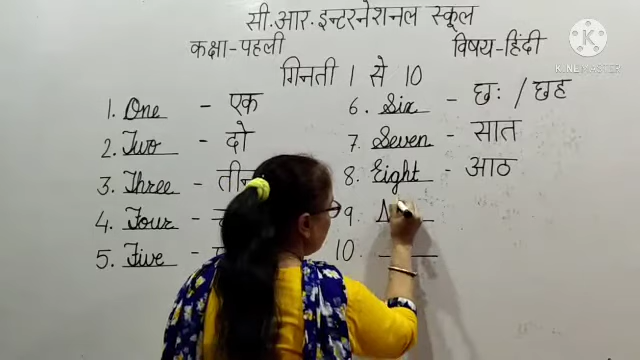 सी.आर.इन्टरनेशनल स्कूल
कक्षा-पहली विषय-हिंदी
गिनती 1 से 10
1. One - एक
2. Two - दो
3. Three - तीन
4. Four -
5. Five -
6. Six - छः / छह
7. Seven - सात
8. Eight - आठ
9.
10.
KINEMASTER